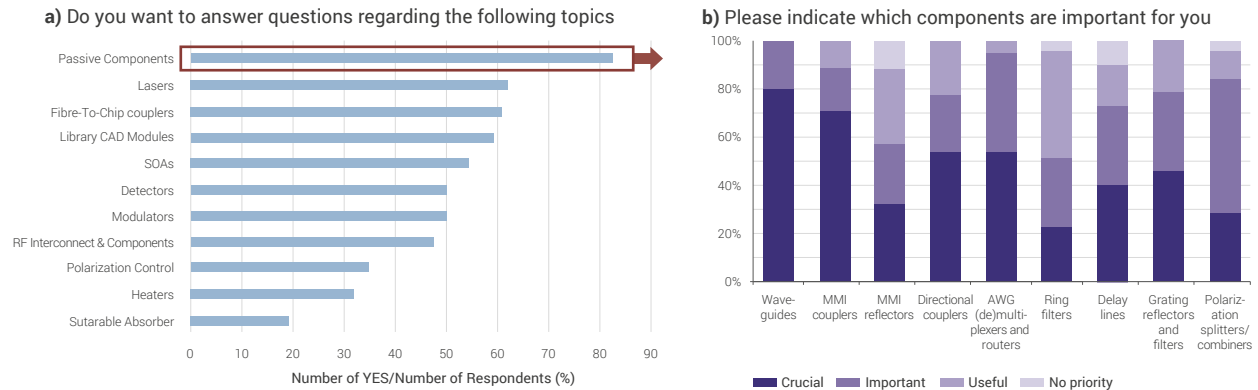 a) Do you want to answer questions regarding the following topics
Passive Components
Lasers
Fibre-To-Chip couplers
Library CAD Modules
SOAs
Detectors
Modulators
RF Interconnect & Components
Polarization Control
Heaters
Sutarable Absorber
0 10 20 30 40 50 60 70 80 90
Number of YES/Number of Respondents (%)
b) Please indicate which components are important for you
100%
80%
60%
40%
20%
0%
Wave-
guides
MMI
couplers
MMI
reflectors
Directional
couplers
AWG
(de)multi-
plexers and
routers
Ring
filters
Delay
lines
Grating
reflectors
and
filters
Polariz-
ation
splitters/
combiners
Crucial Important Useful No priority